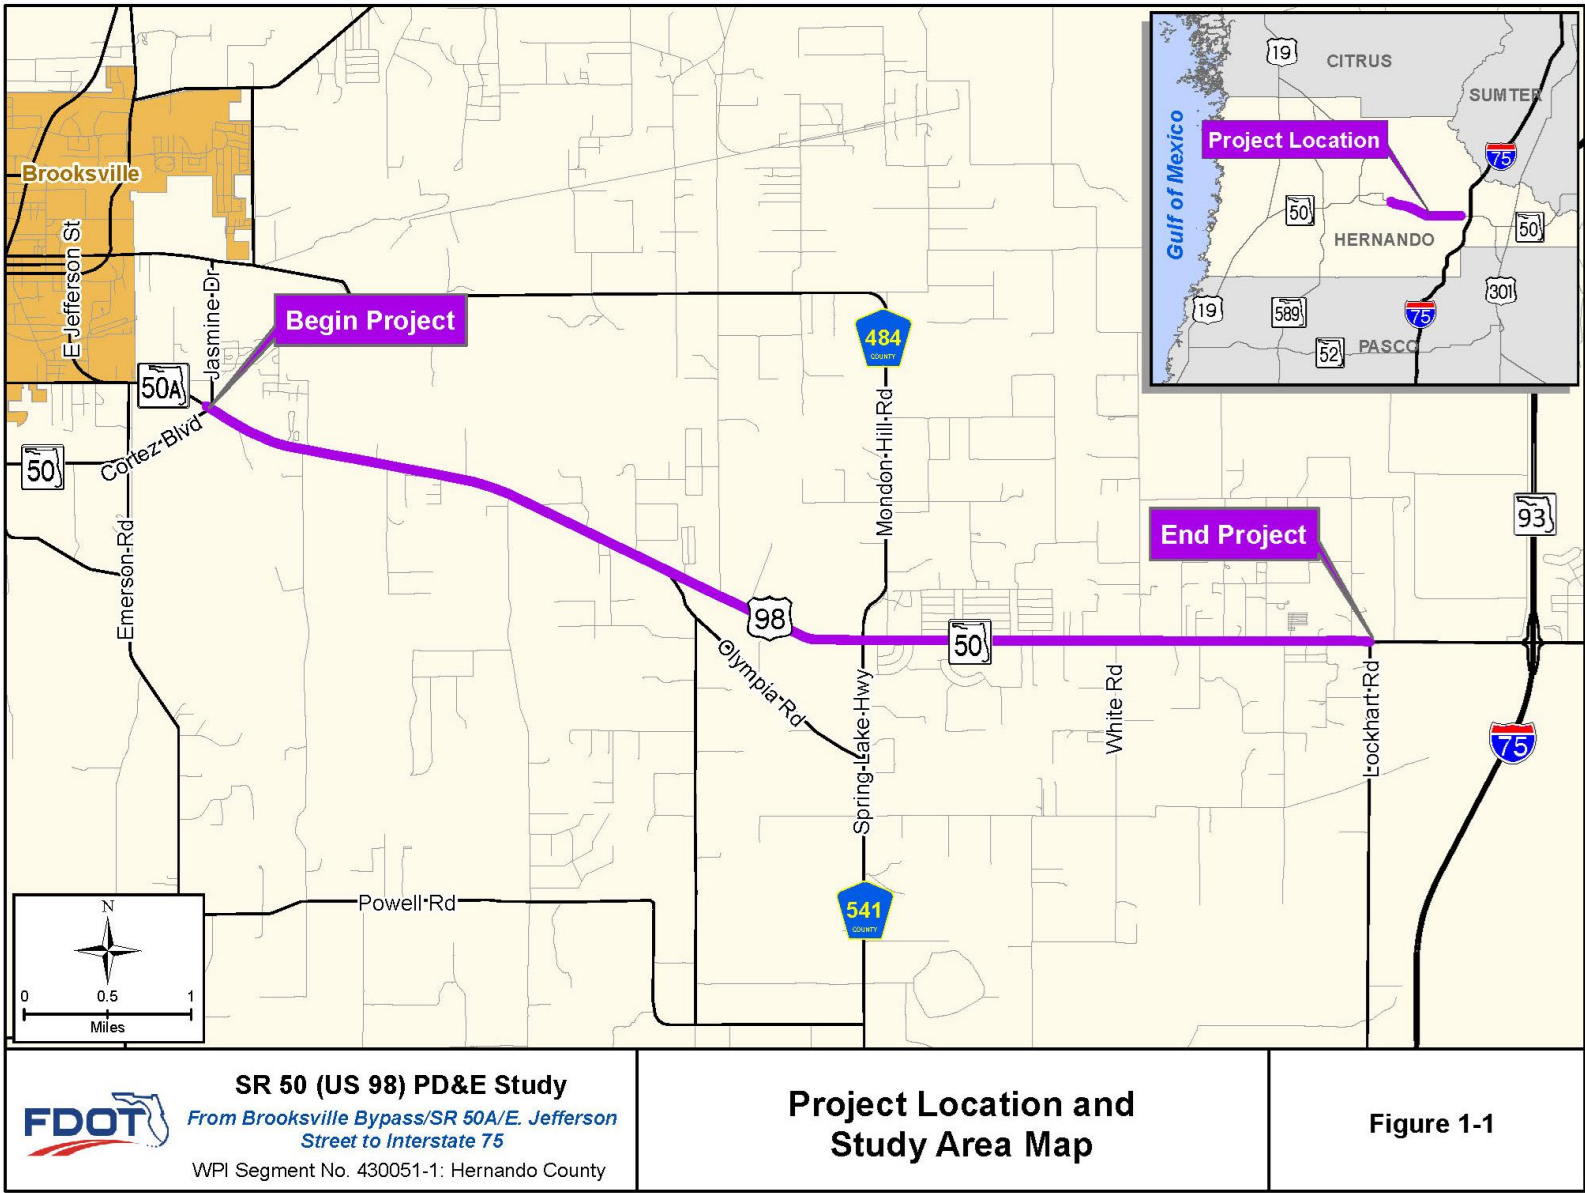 Brooksville
E Jefferson St
Jasmine Dr
Begin Project
50A
Cortez Blvd
50
Emerson Rd
484
COUNTY
Mondon Hill Rd
98
Olympia Rd
50
End Project
White Rd
Lockhart Rd
93
75
Spring Lake Hwy
541
COUNTY
Powell Rd
Gulf of Mexico
19
CITRUS
SUMTER
Project Location
75
50
HERNANDO
50
19
589
75
301
52
PASCO
N
0 0.5 1
Miles
FDOT
SR 50 (US 98) PD&E Study
From Brooksville Bypass/SR 50A/E. Jefferson
Street to Interstate 75
WPI Segment No. 430051-1: Hernando County
Project Location and
Study Area Map
Figure 1-1